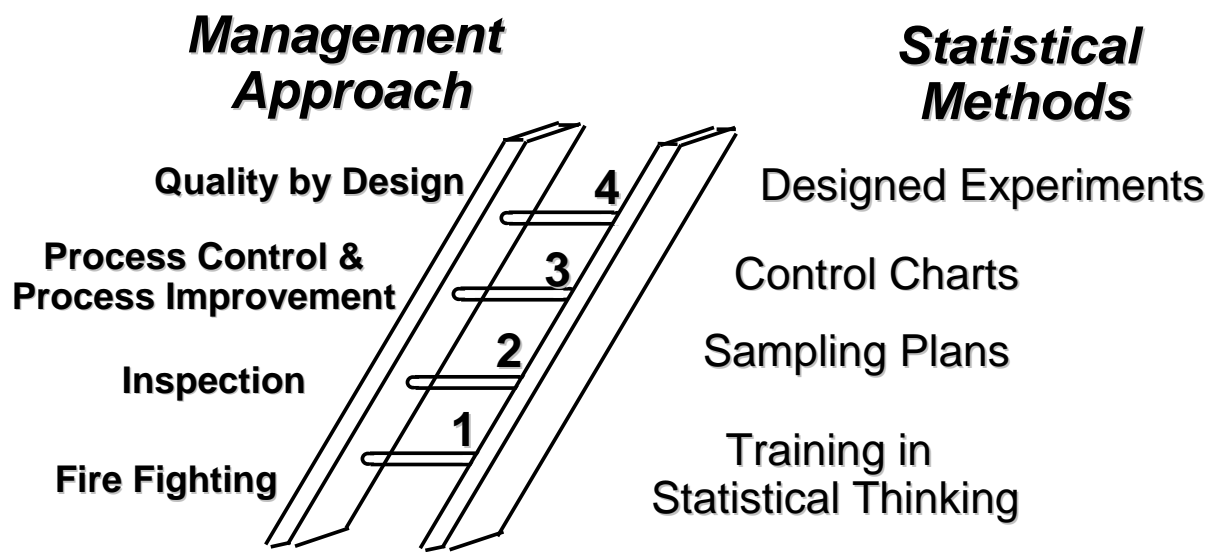 Management
Approach
Statistical
Methods
Quality by Design
4
Designed Experiments
Process Control &
Process Improvement
3
Control Charts
Inspection
2
Sampling Plans
Fire Fighting
1
Training in
Statistical Thinking